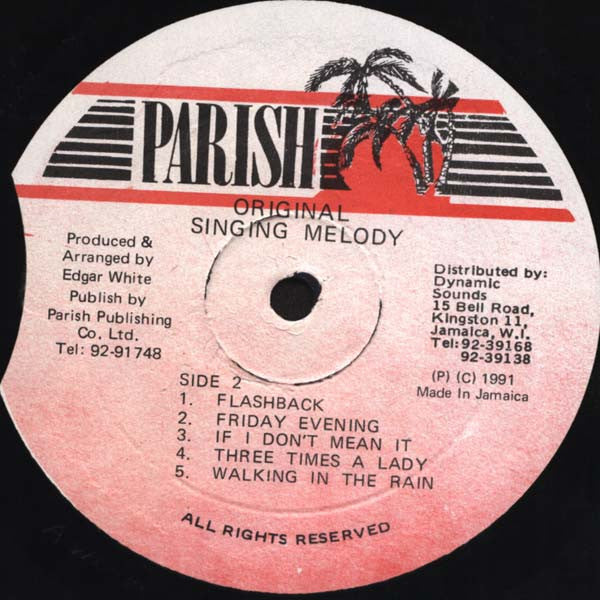 PARISH
ORIGINAL
SINGING MELODY
Produced &
Arranged by
Edgar White
Publish by
Parish Publishing
Co. Ltd.
Tel: 92-91748
Distributed by:
Dynamic
Sounds
15 Bell Road,
Kingston 11,
Jamaica, W.I.
Tel:92-39168
92-39138
(P) (C) 1991
Made In Jamaica
SIDE 2
1. FLASHBACK
2. FRIDAY EVENING
3. IF I DON'T MEAN IT
4. THREE TIMES A LADY
5. WALKING IN THE RAIN
ALL RIGHTS RESERVED